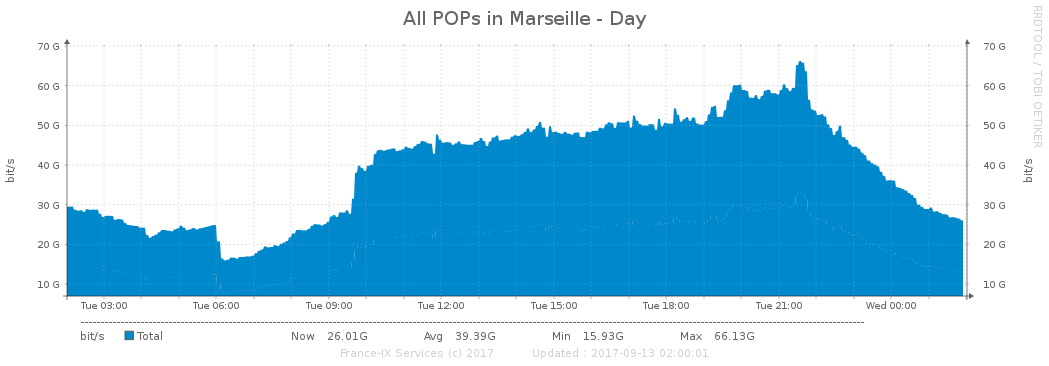 All POPs in Marseille - Day
RRDTOOL / TOBI OETIKER
70 G 70 G
60 G 60 G
50 G 50 G
40 G 40 G
30 G 30 G
20 G 20 G
10 G 10 G
bit/s bit/s
Tue 03:00 Tue 06:00 Tue 09:00 Tue 12:00 Tue 15:00 Tue 18:00 Tue 21:00 Wed 00:00
bit/s Total Now 26.01G Avg 39.39G Min 15.93G Max 66.13G
France-IX Services (c) 2017 Updated : 2017-09-13 02:00:01